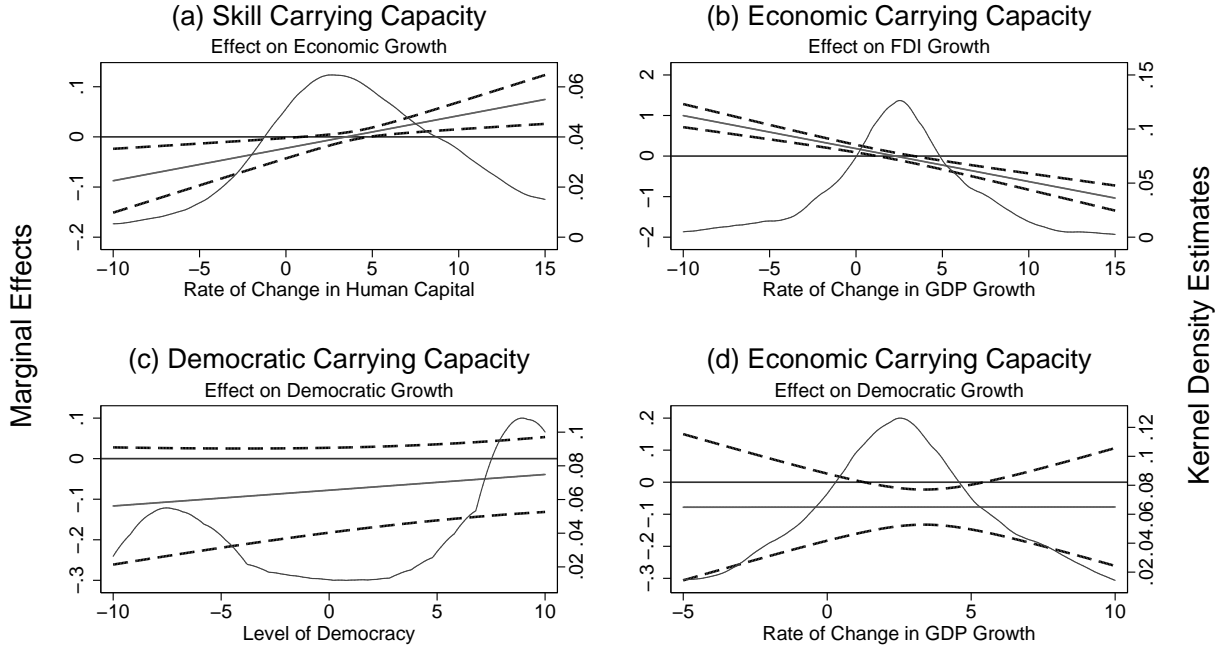 (a) Skill Carrying Capacity
Effect on Economic Growth
.1
0
−.1
−.2
.06
.04
.02
0
−10 −5 0 5 10 15
Rate of Change in Human Capital
(b) Economic Carrying Capacity
Effect on FDI Growth
2
1
0
−1
−2
.15
.1
.05
0
−10 −5 0 5 10 15
Rate of Change in GDP Growth
Marginal Effects
Kernel Density Estimates
(c) Democratic Carrying Capacity
Effect on Democratic Growth
.1
0
−.1
−.2
−.3
.1
.08
.06
.04
.02
−10 −5 0 5 10
Level of Democracy
(d) Economic Carrying Capacity
Effect on Democratic Growth
.2
.1
0
−.1
−.2
−.3
.12
.1
.08
.06
.04
.02
−5 0 5 10
Rate of Change in GDP Growth